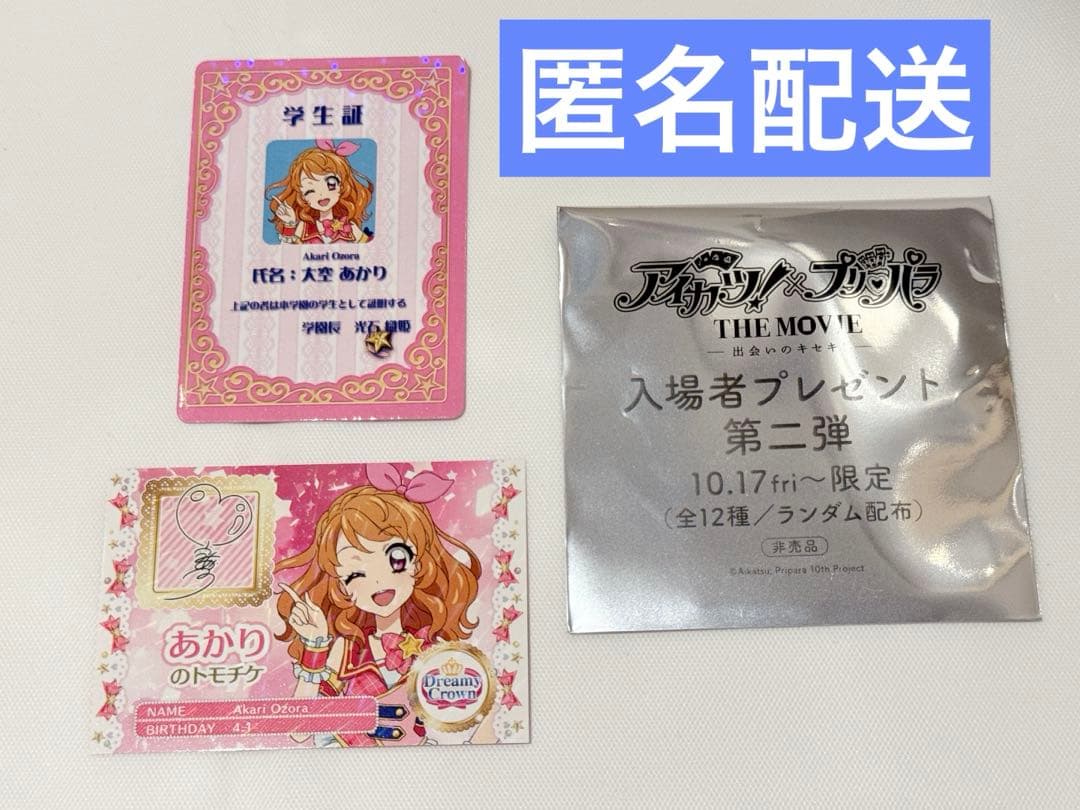 匿名配送
学生証
Akari Ozora
氏名：大空 あかり
上記の者は本学園の学生として証明する
学園長 光石 織姫
アイカツ!×プリパラ
THE MOVIE
─ 出会いのキセキ ─
入場者プレゼント
第二弾
10.17fri～限定
(全12種／ランダム配布)
非売品
©Aikatsu, Pripara 10th Project
あかり
のトモチケ
Dreamy
Crown
NAME Akari Ozora
BIRTHDAY 4.1